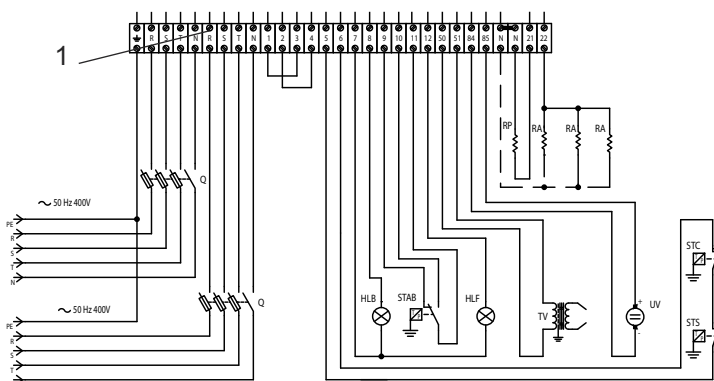 1
R S T N R S T N 1 2 3 4 5 6 7 8 9 10 11 12 50 51 84 85 N N 21 22
RP RA RA RA
Q
50 Hz 400V
PE
R
S
T
N
STC
HLB STAB HLF TV + UV
-
Q
50 Hz 400V
PE
R
S
T
STS